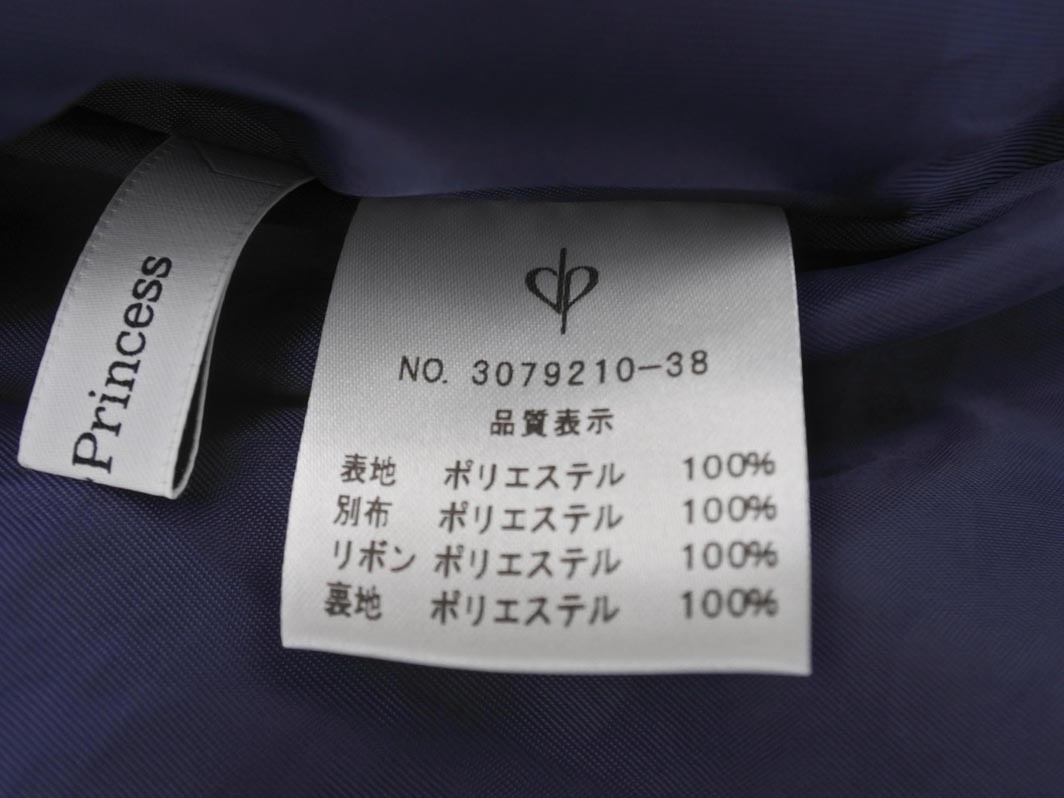 Princess
NO. 3079210-38
品質表示
表地 ポリエステル 100%
別布 ポリエステル 100%
リボン ポリエステル 100%
裏地 ポリエステル 100%